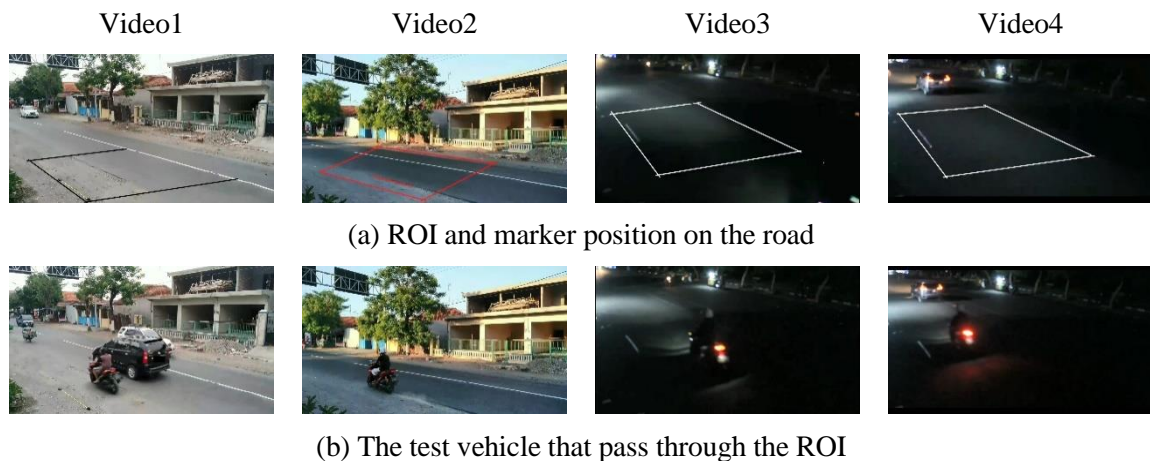 Video1 Video2 Video3 Video4
(a) ROI and marker position on the road
(b) The test vehicle that pass through the ROI